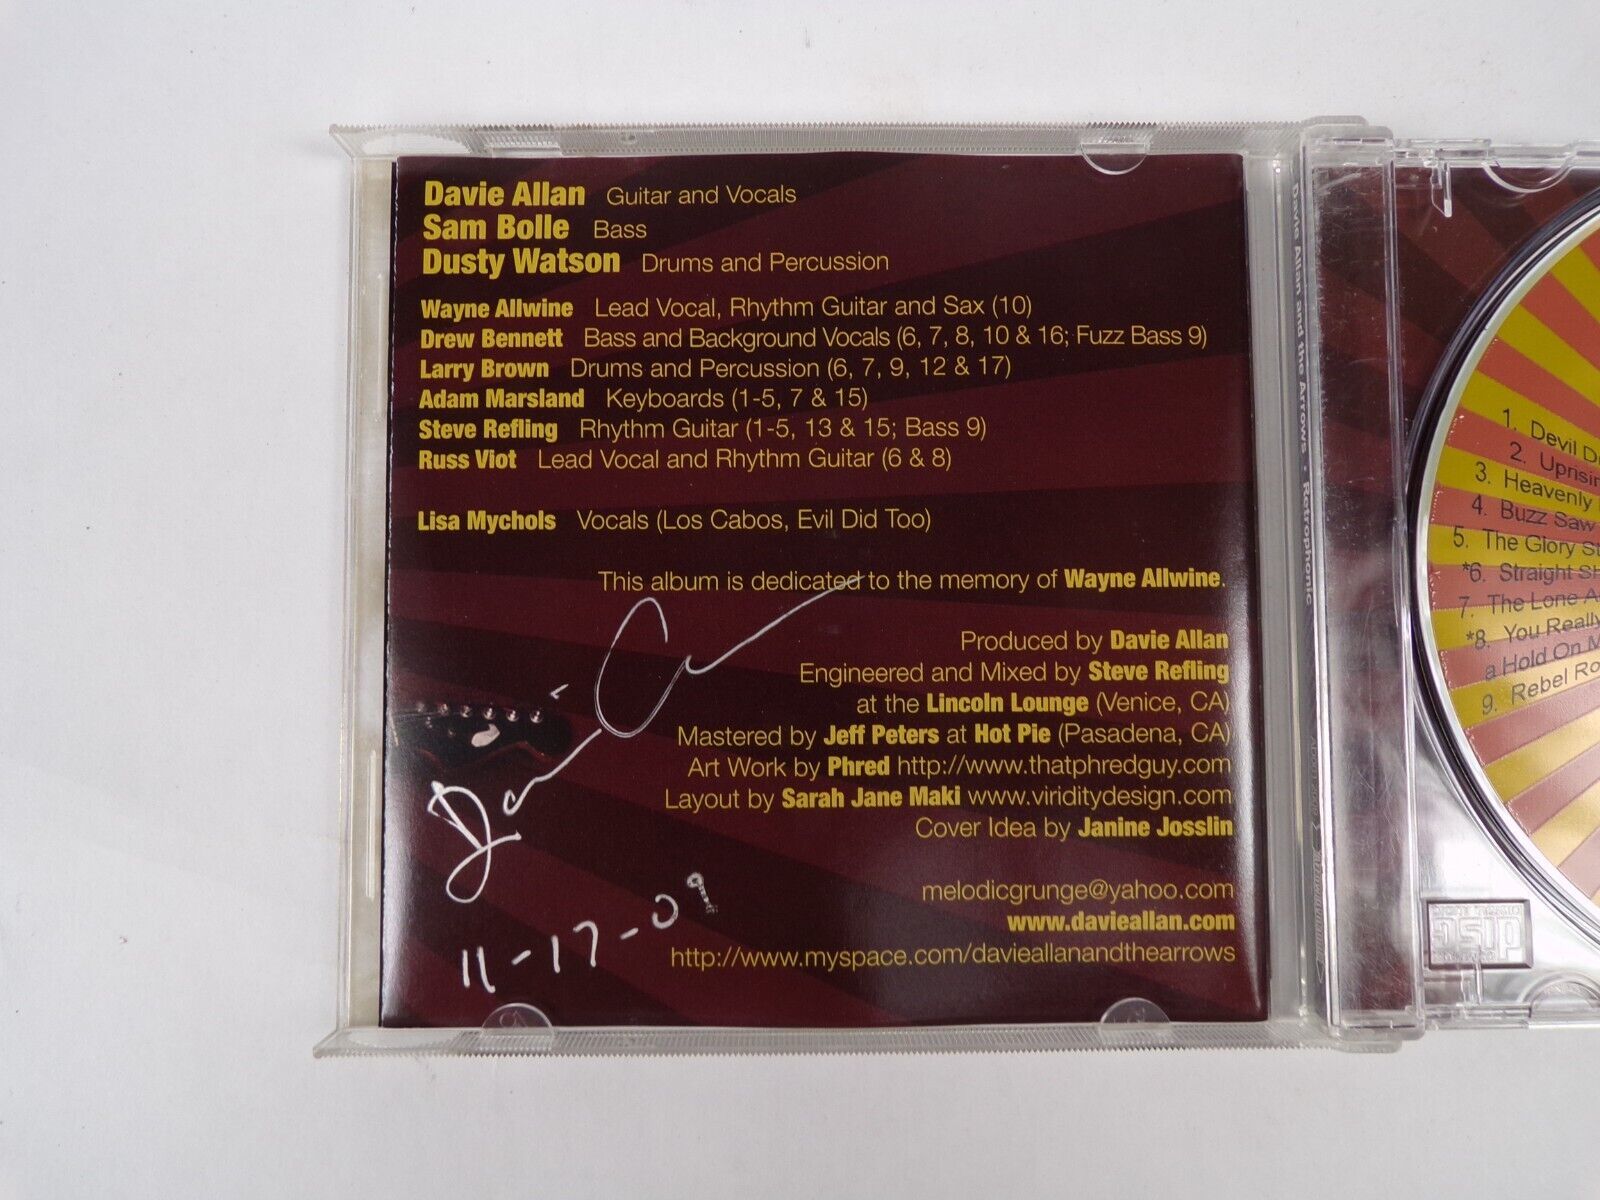 Davie Allan Guitar and Vocals
Sam Bolle Bass
Dusty Watson Drums and Percussion
Wayne Allwine Lead Vocal, Rhythm Guitar and Sax (10)
Drew Bennett Bass and Background Vocals (6, 7, 8, 10 & 16; Fuzz Bass 9)
Larry Brown Drums and Percussion (6, 7, 9, 12 & 17)
Adam Marsland Keyboards (1-5, 7 & 15)
Steve Refling Rhythm Guitar (1-5, 13 & 15; Bass 9)
Russ Viot Lead Vocal and Rhythm Guitar (6 & 8)
Lisa Mychols Vocals (Los Cabos, Evil Did Too)
This album is dedicated to the memory of Wayne Allwine.
Produced by Davie Allan
Engineered and Mixed by Steve Refling
at the Lincoln Lounge (Venice, CA)
Mastered by Jeff Peters at Hot Pie (Pasadena, CA)
Art Work by Phred http://www.thatphredguy.com
Layout by Sarah Jane Maki www.viriditydesign.com
Cover Idea by Janine Josslin
melodicgrunge@yahoo.com
www.davieallan.com
http://www.myspace.com/davieallanandthearrows
11-17-09
Davie Allan and the Arrows • Retrophonic
1. Devil
2. Uprisin
3. Heavenly
4. Buzz Saw
5. The Glory St
*6. Straight
7. The Lone A
*8. You Really
a Hold On M
9. Rebel Ro
disc